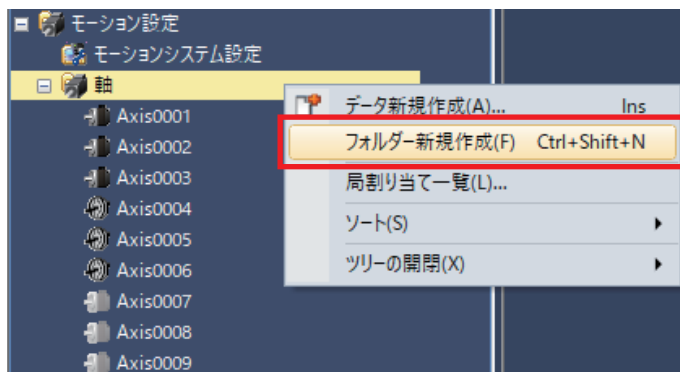 モーション設定
モーションシステム設定
軸
Axis0001
Axis0002
Axis0003
Axis0004
Axis0005
Axis0006
Axis0007
Axis0008
Axis0009
データ新規作成(A)... Ins
フォルダー新規作成(F) Ctrl+Shift+N
局割り当て一覧(L)...
ソート(S)
ツリーの開閉(X)